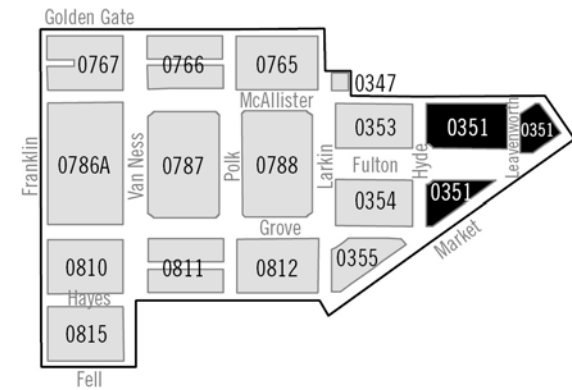 Golden Gate
0767 0766 0765 0347
McAllister
0353 0351 0351
Franklin 0786A Van Ness 0787 Polk 0788 Larkin Fulton Hyde Leavenworth
0354 0351
Grove Market
0810 0811 0812 0355
Hayes
0815
Fell